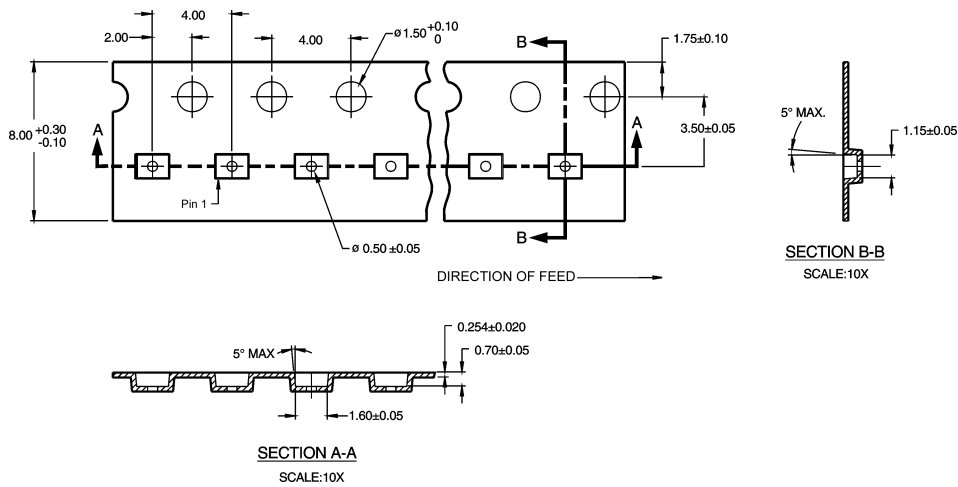 4.00
2.00
4.00
ø 1.50 +0.10
0
B
1.75±0.10
8.00 +0.30
-0.10
A
A
3.50±0.05
5° MAX.
1.15±0.05
Pin 1
ø 0.50 ±0.05
B
DIRECTION OF FEED
SECTION B-B
SCALE:10X
0.254±0.020
5° MAX
0.70±0.05
1.60±0.05
SECTION A-A
SCALE:10X